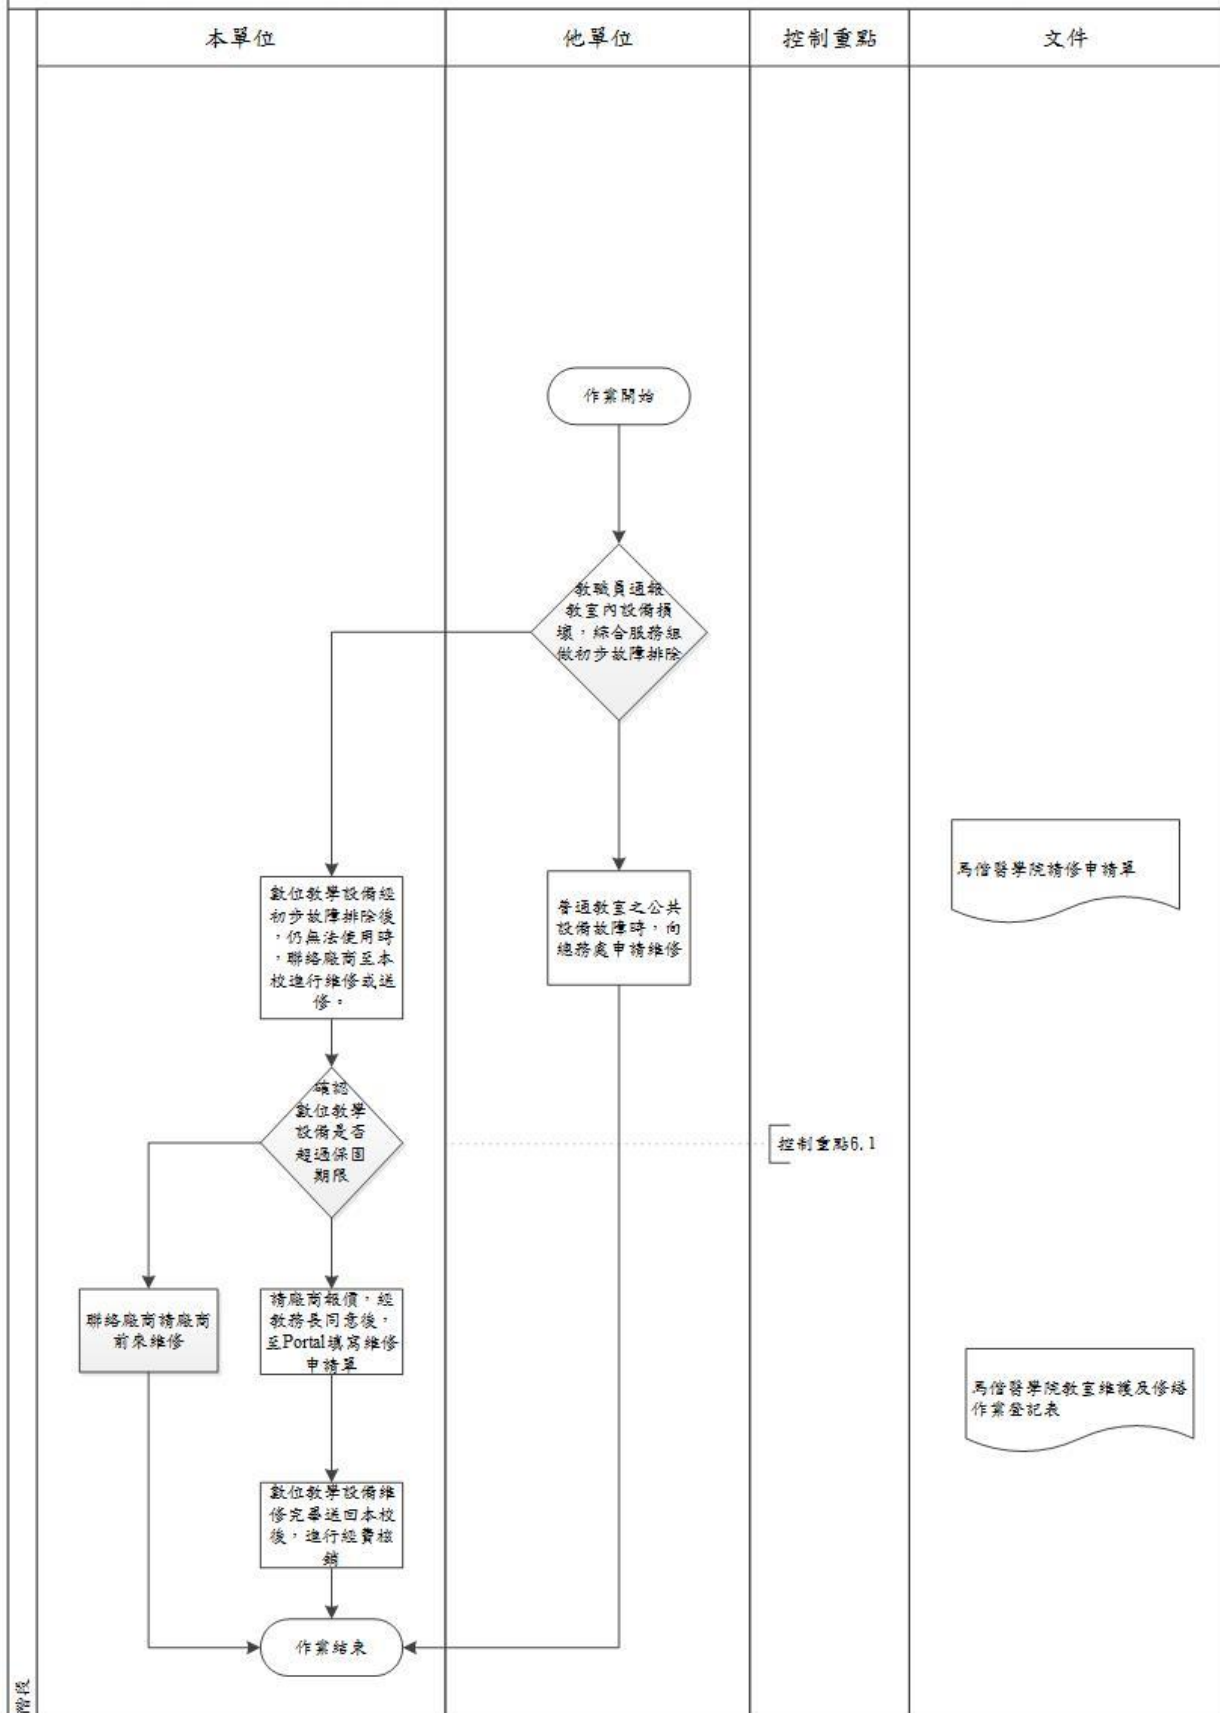 本單位
他單位
控制重點
文件
作業開始
教職員通報
教室內設備損
壞，綜合服務組
做初步故障排除
馬偕醫學院請修申請單
數位教學設備經
初步故障排除後
，仍無法使用時
，聯絡廠商至本
校進行維修或送
修。
普通教室之公共
設備故障時，向
總務處申請維修
確認
數位教學
設備是否
超過保固
期限
控制重點6.1
聯絡廠商請廠商
前來維修
請廠商報價，經
教務長同意後，
至Portal填寫維修
申請單
馬偕醫學院教室維護及修繕
作業登記表
數位教學設備維
修完畢送回本校
後，進行經費核
銷
作業結束
階段